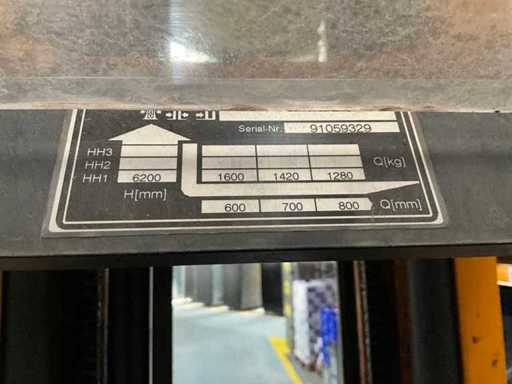 Serial-Nr. 91059329
HH3
HH2 Q[kg]
HH1 6200 1600 1420 1280
H[mm]
600 700 800 Q[mm]